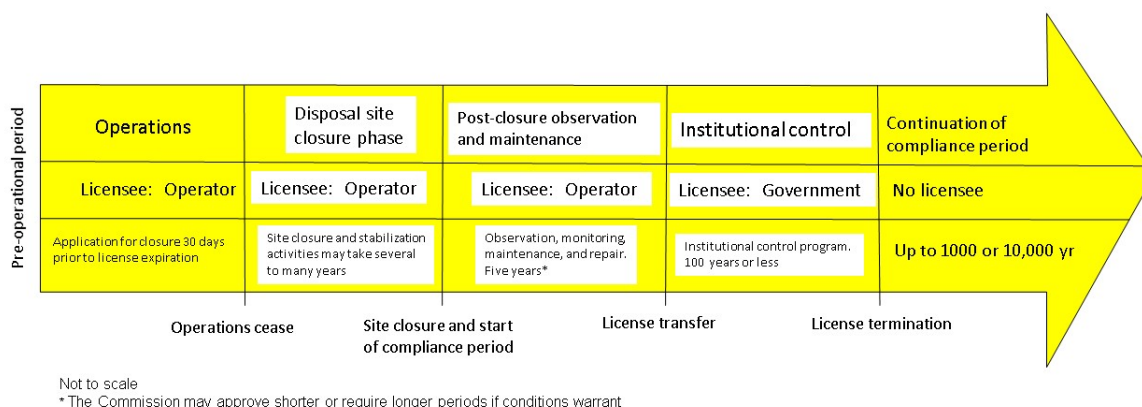 Pre-operational period
Operations
Disposal site
closure phase
Post-closure observation
and maintenance
Institutional control
Continuation of
compliance period
Licensee: Operator
Licensee: Operator
Licensee: Operator
Licensee: Government
No licensee
Application for closure 30 days
prior to license expiration
Site closure and stabilization
activities may take several
to many years
Observation, monitoring,
maintenance, and repair.
Five years*
Institutional control program.
100 years or less
Up to 1000 or 10,000 yr
Operations cease
Site closure and start
of compliance period
License transfer
License termination
Not to scale
* The Commission may approve shorter or require longer periods if conditions warrant